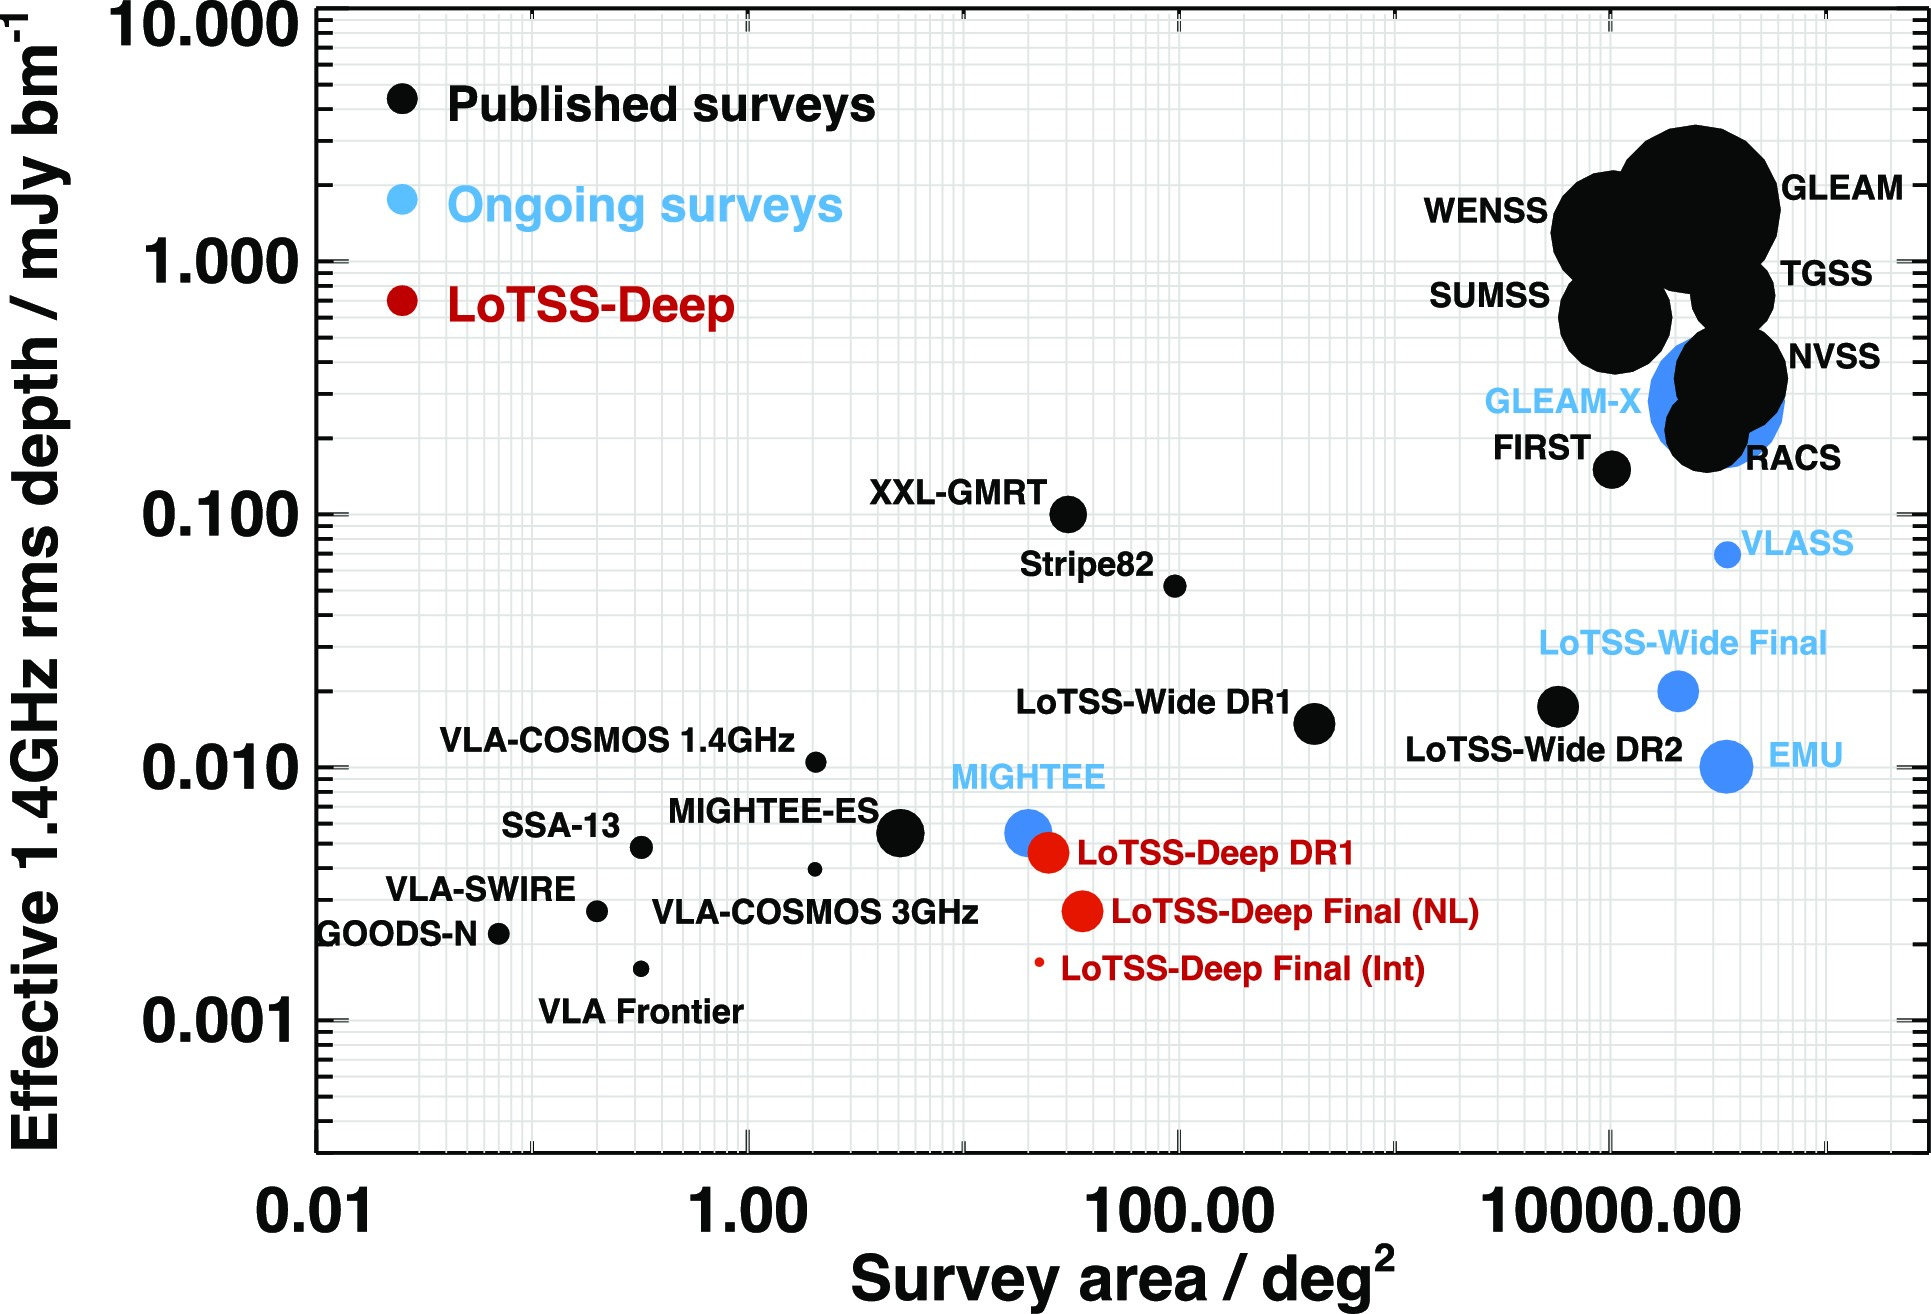 10.000
1.000
0.100
0.010
0.001
Effective 1.4GHz rms depth / mJy bm-1
Published surveys
Ongoing surveys
LoTSS-Deep
WENSS
GLEAM
TGSS
SUMSS
NVSS
GLEAM-X
FIRST
RACS
XXL-GMRT
VLASS
Stripe82
LoTSS-Wide Final
LoTSS-Wide DR1
VLA-COSMOS 1.4GHz
LoTSS-Wide DR2
EMU
MIGHTEE
MIGHTEE-ES
SSA-13
LoTSS-Deep DR1
VLA-SWIRE
VLA-COSMOS 3GHz
LoTSS-Deep Final (NL)
GOODS-N
LoTSS-Deep Final (Int)
VLA Frontier
0.01 1.00 100.00 10000.00
Survey area / deg2